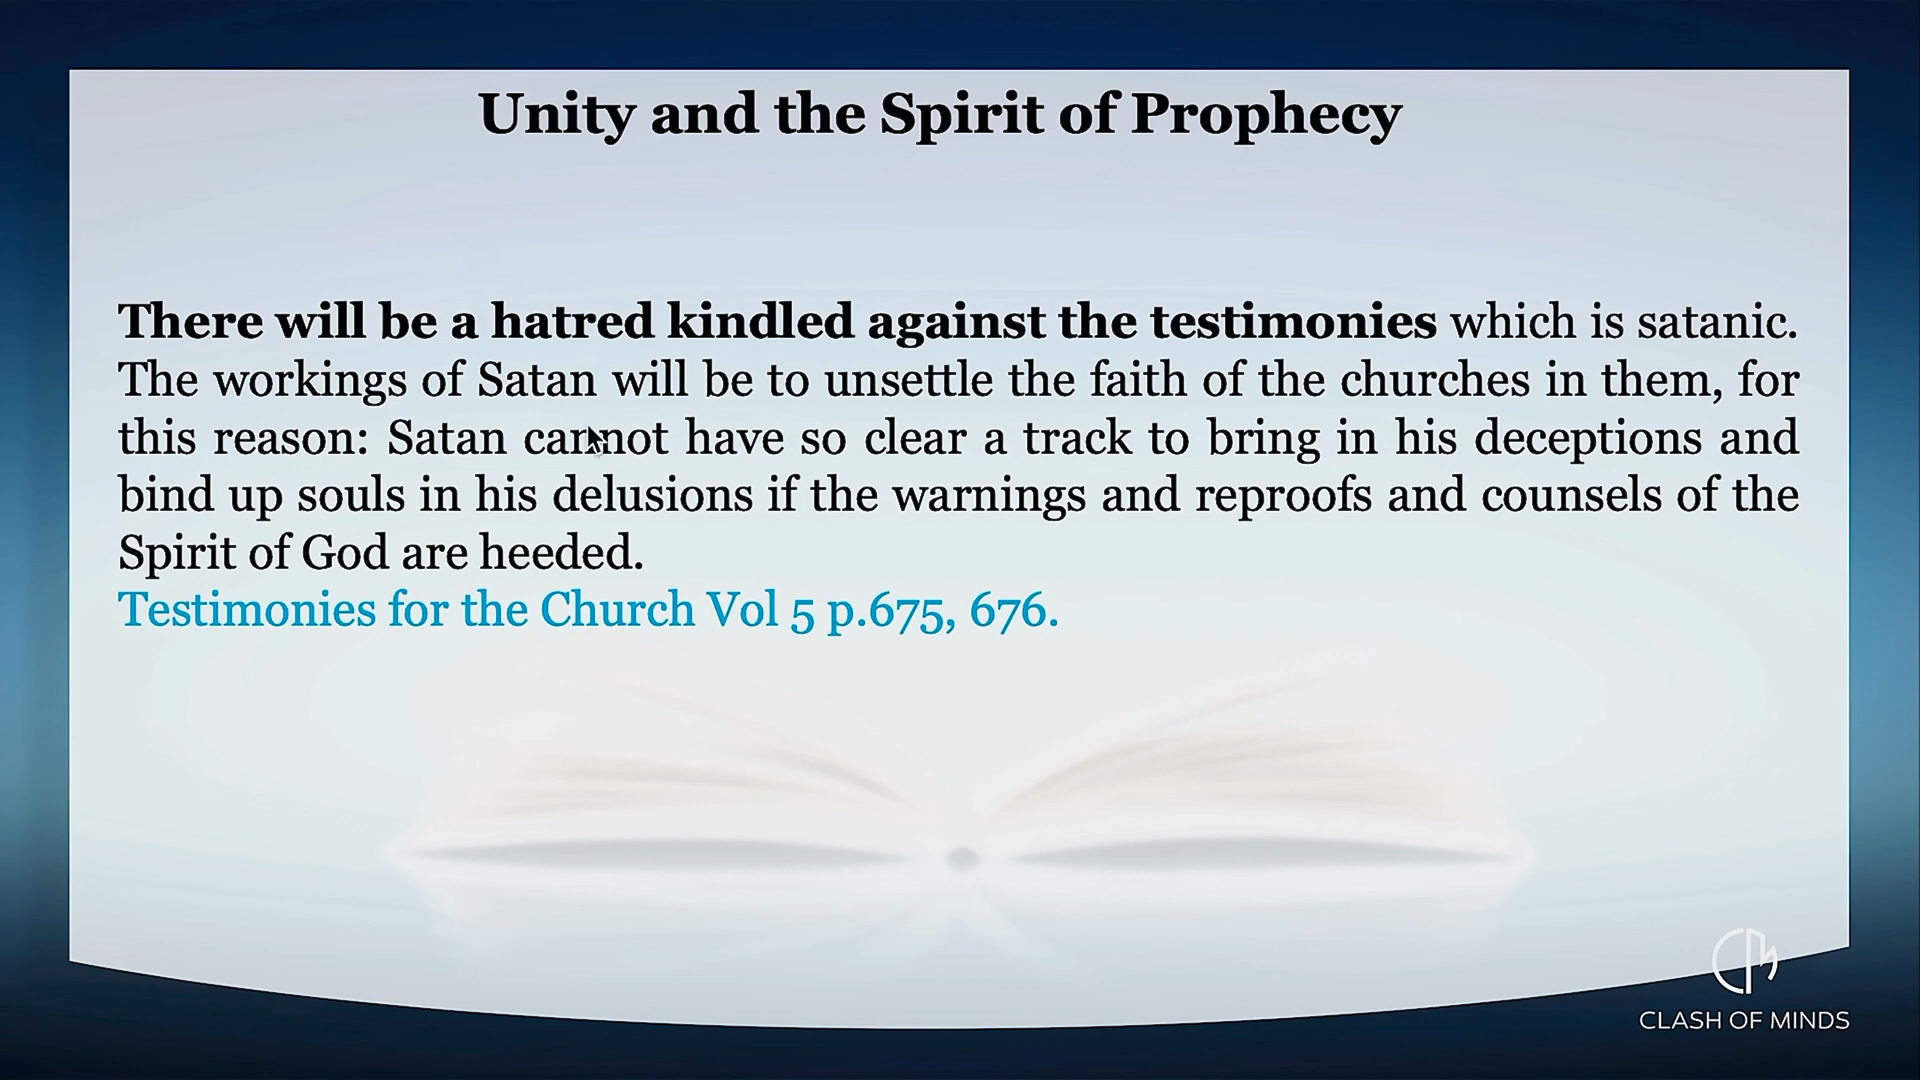 Unity and the Spirit of Prophecy
There will be a hatred kindled against the testimonies which is satanic.
The workings of Satan will be to unsettle the faith of the churches in them, for
this reason: Satan cannot have so clear a track to bring in his deceptions and
bind up souls in his delusions if the warnings and reproofs and counsels of the
Spirit of God are heeded.
Testimonies for the Church Vol 5 p.675, 676.
CLASH OF MINDS